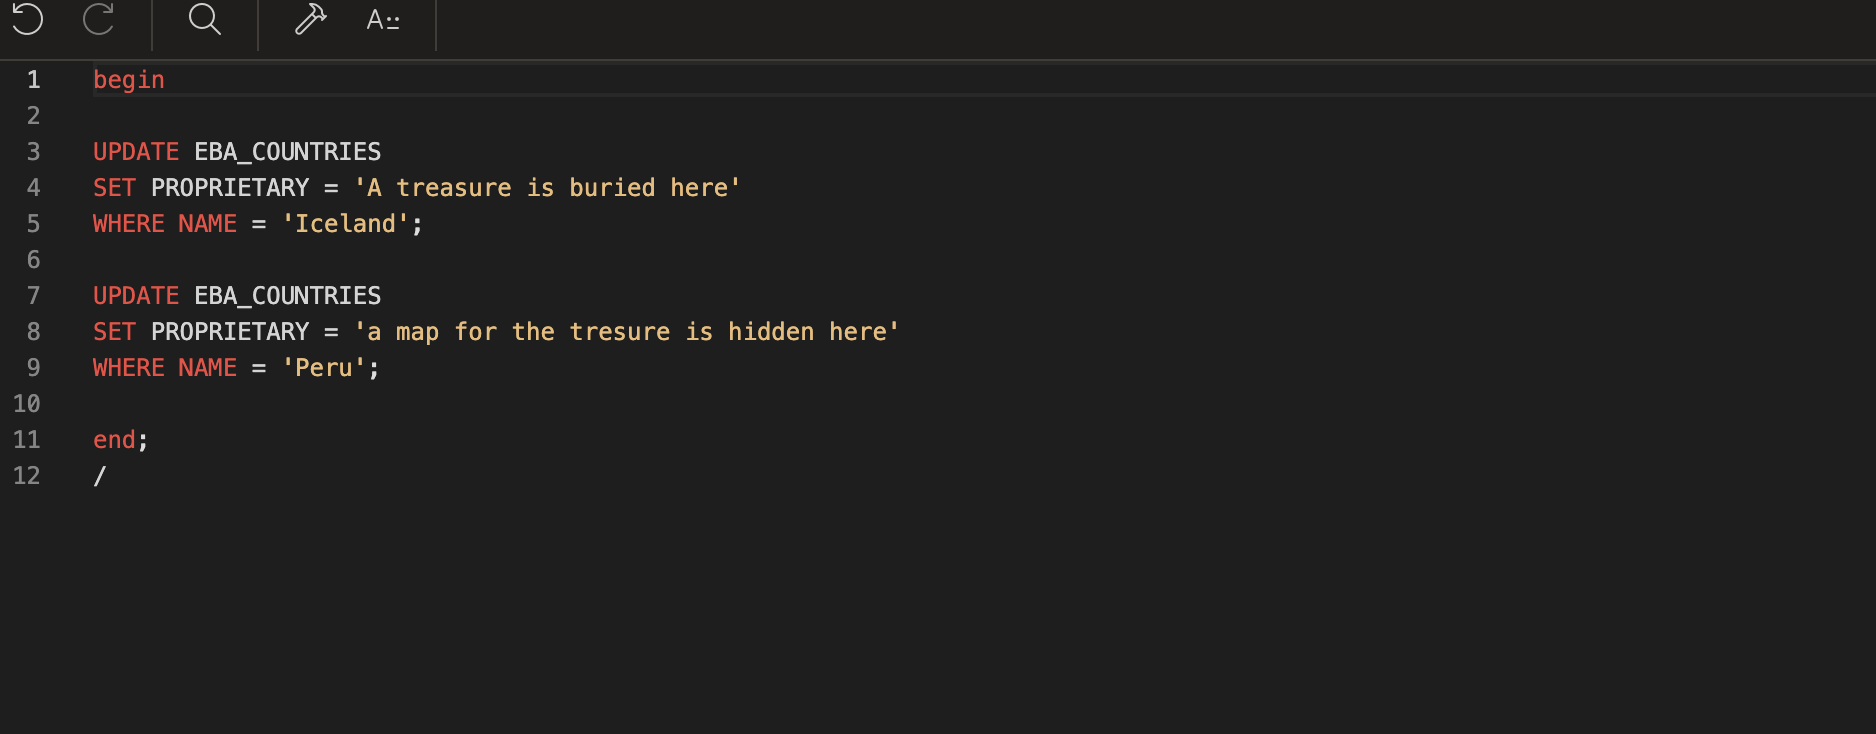 A
1 begin
2
3 UPDATE EBA_COUNTRIES
4 SET PROPRIETARY = 'A treasure is buried here'
5 WHERE NAME = 'Iceland';
6
7 UPDATE EBA_COUNTRIES
8 SET PROPRIETARY = 'a map for the tresure is hidden here'
9 WHERE NAME = 'Peru';
10
11 end;
12 /